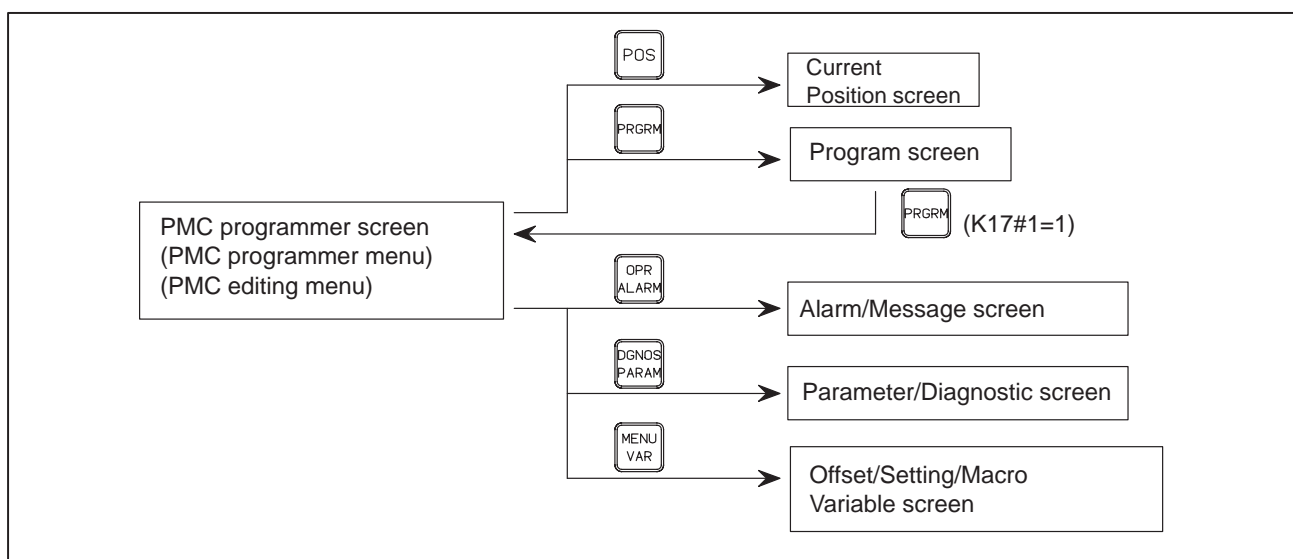 POS
Current
Position screen
PRGRM
Program screen
PRGRM
(K17#1=1)
PMC programmer screen
(PMC programmer menu)
(PMC editing menu)
OPR
ALARM
Alarm/Message screen
DGNOS
PARAM
Parameter/Diagnostic screen
MENU
VAR
Offset/Setting/Macro
Variable screen